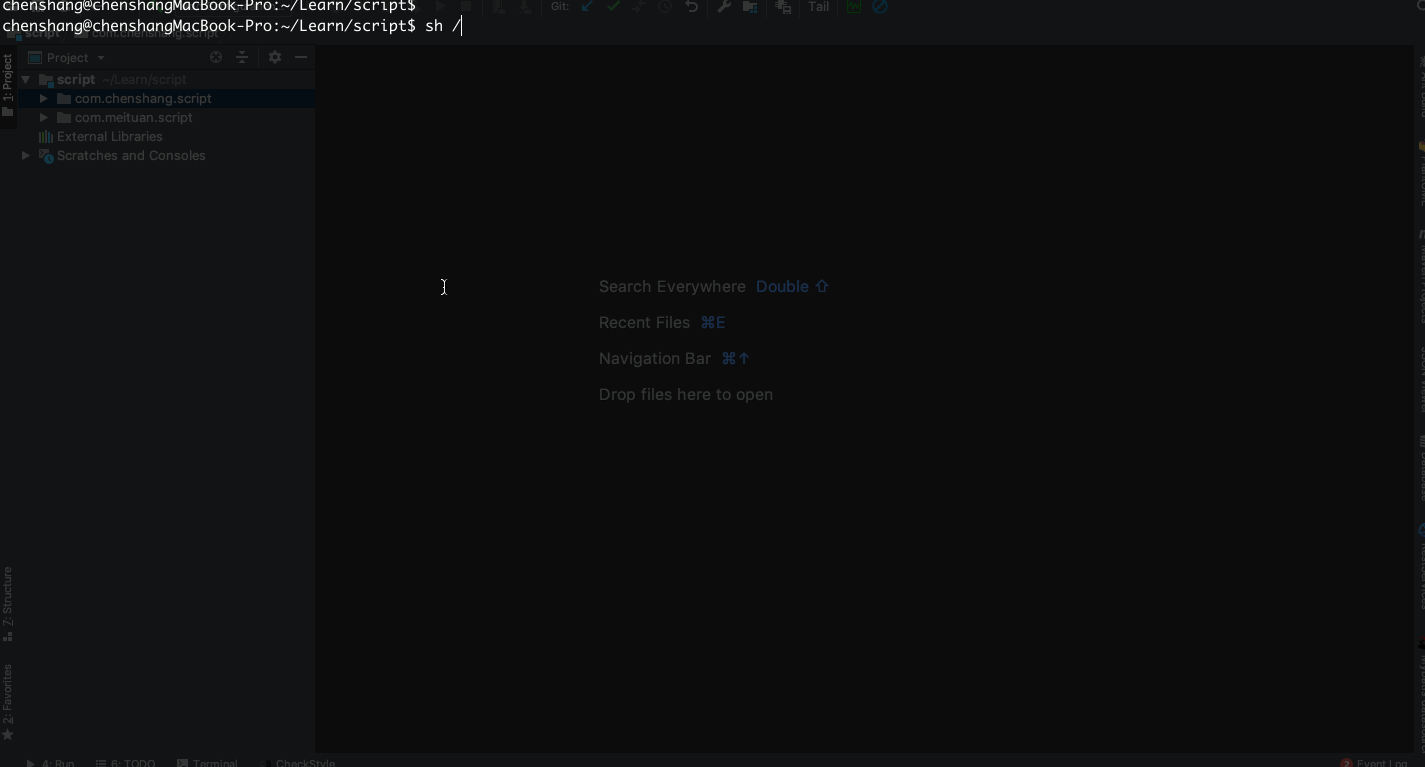 chenshang@chenshangMacBook-Pro:~/Learn/script$
Git:
Tail
chenshang@chenshangMacBook-Pro:~/Learn/script$ sh /
script
com.chenshang.script
Project
1: Project
script ~/Learn/script
com.chenshang.script
com.meituan.script
External Libraries
Scratches and Consoles
Search Everywhere Double ⇧
Recent Files ⌘E
Navigation Bar ⌘↑
Drop files here to open
Z: Structure
2: Favorites
4: Run
6: TODO
Terminal
CheckStyle
2 Event Log